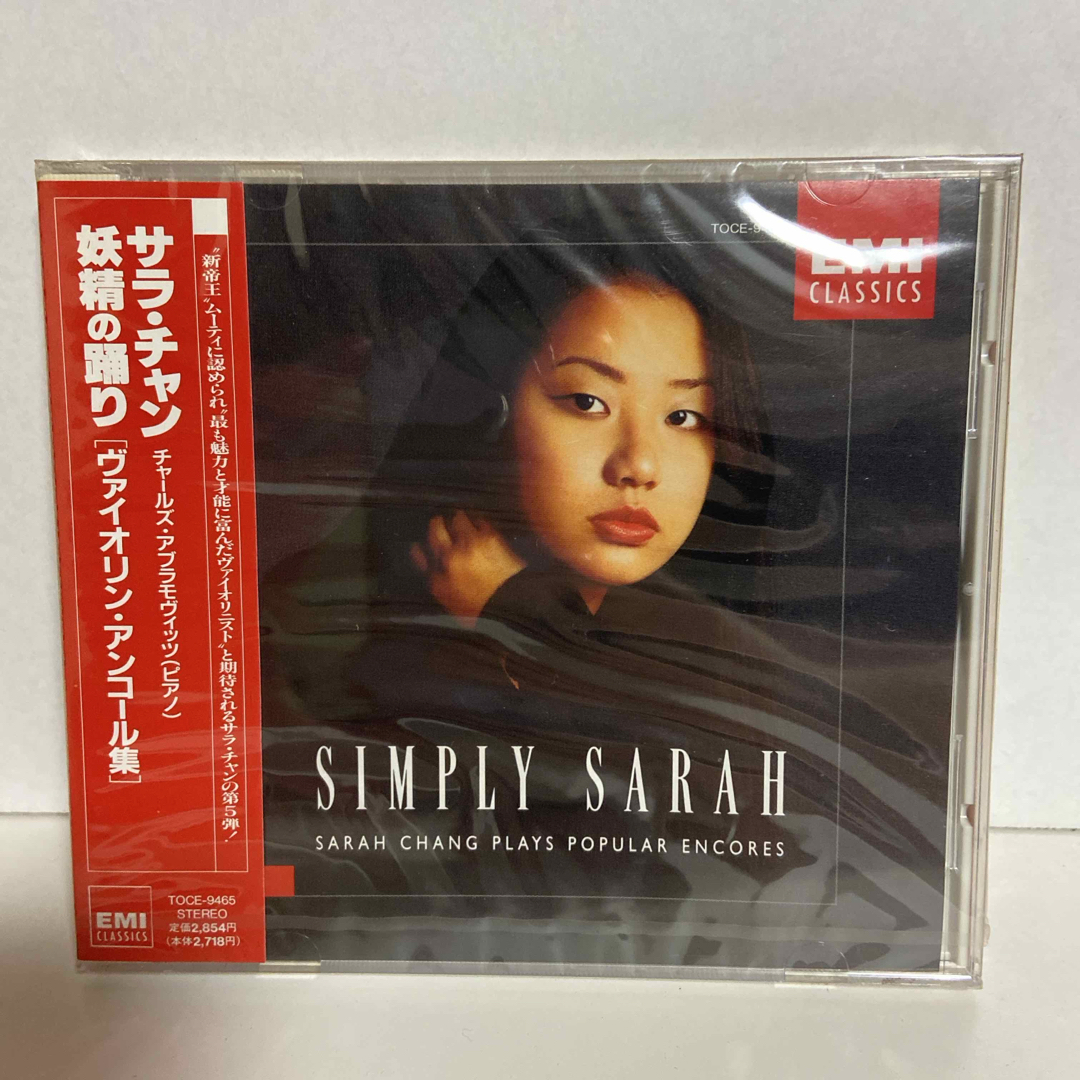 サラ・チャン
妖精の踊り
[ヴァイオリン・アンコール集]
チャールズ・アブラモヴィッツ(ピアノ)
“新帝王”ムーティに認められ“最も魅力と才能に富んだヴァイオリニスト”と期待されるサラ・チャンの第5弾!
EMI
CLASSICS
TOCE-9465
STEREO
定価2,854円
(本体2,718円)
EMI
CLASSICS
SIMPLY SARAH
SARAH CHANG PLAYS POPULAR ENCORES